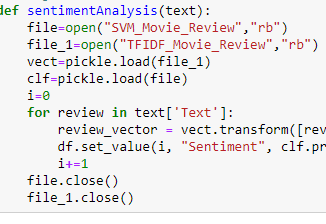 def sentimentAnalysis(text):
    file=open("SVM_Movie_Review","rb")
    file_1=open("TFIDF_Movie_Review","rb")
    vect=pickle.load(file_1)
    clf=pickle.load(file)
    i=0
    for review in text['Text']:
        review_vector = vect.transform([rev
        df.set_value(i, "Sentiment", clf.pr
        i+=1
    file.close()
    file_1.close()